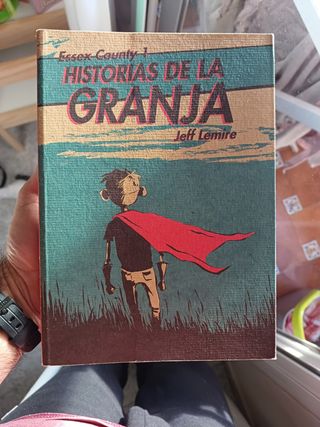 Essex County 1
HISTORIAS DE LA
GRANJA
Jeff Lemire